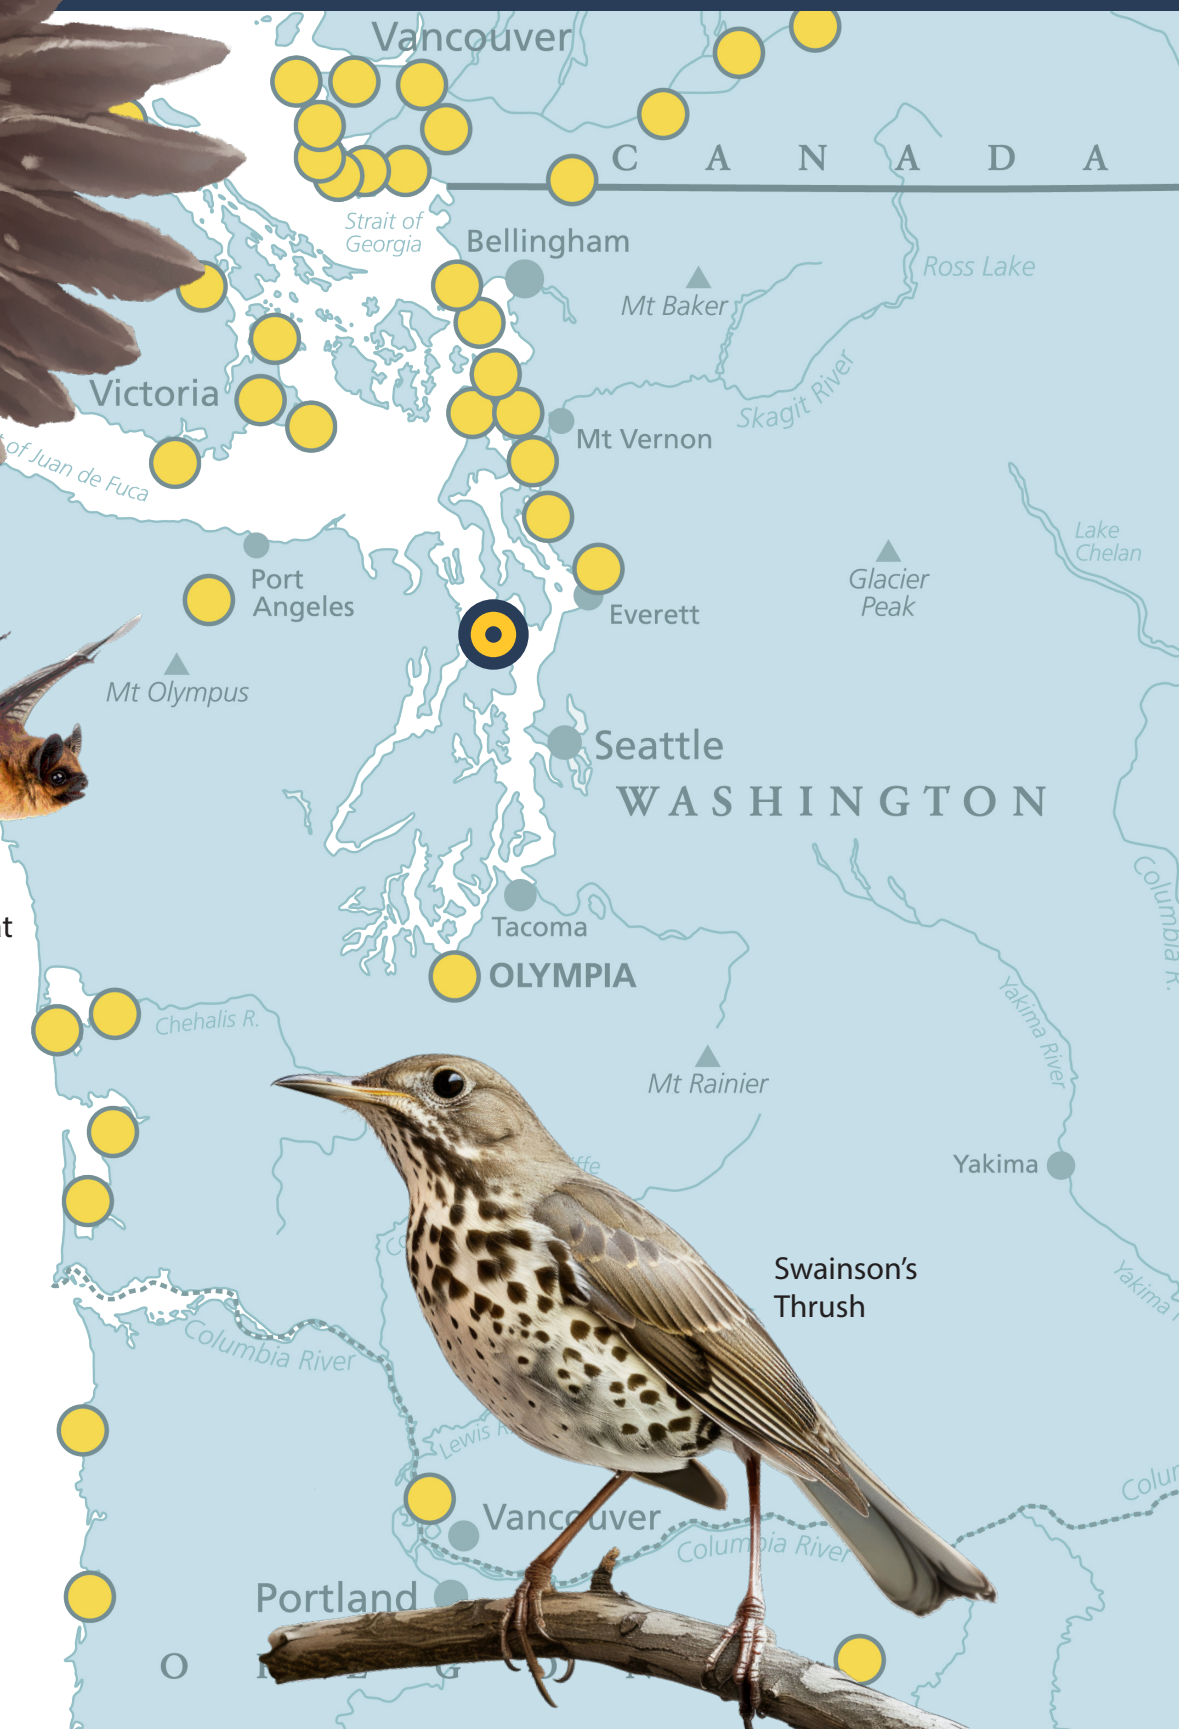 Vancouver
CANADA
Strait of
Georgia
Bellingham
Ross Lake
Mt Baker
Victoria
Skagit River
Mt Vernon
of Juan de Fuca
Lake
Chelan
Port
Angeles
Glacier
Peak
Everett
Mt Olympus
Seattle
WASHINGTON
Columbia R.
Tacoma
OLYMPIA
Yakima River
Chehalis R.
Mt Rainier
Yakima
Swainson's
Thrush
Yakima
Columbia River
Lewis
Vancouver
Columbia River
Portland